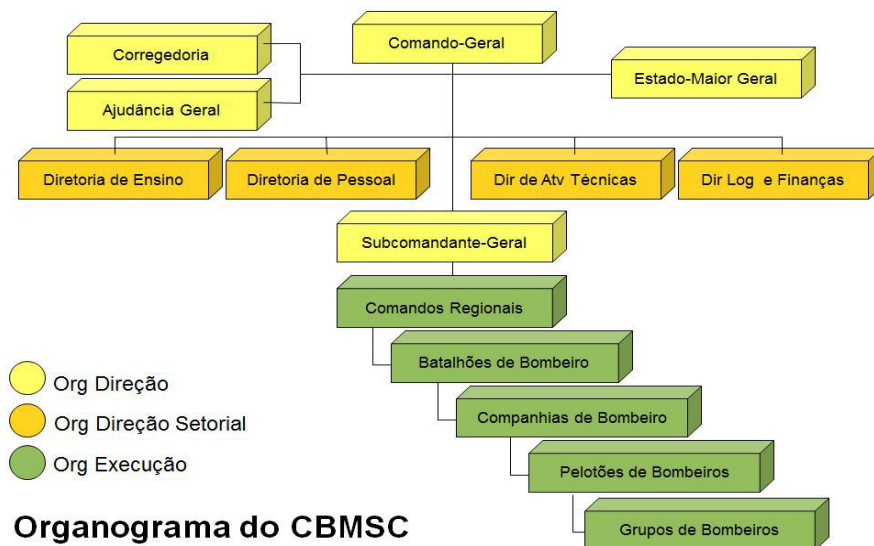 Comando-Geral
Corregedoria
Estado-Maior Geral
Ajudância Geral
Diretoria de Ensino
Diretoria de Pessoal
Dir de Atv Técnicas
Dir Log e Finanças
Subcomandante-Geral
Comandos Regionais
Batalhões de Bombeiro
Companhias de Bombeiro
Pelotões de Bombeiros
Grupos de Bombeiros
Org Direção
Org Direção Setorial
Org Execução
Organograma do CBMSC